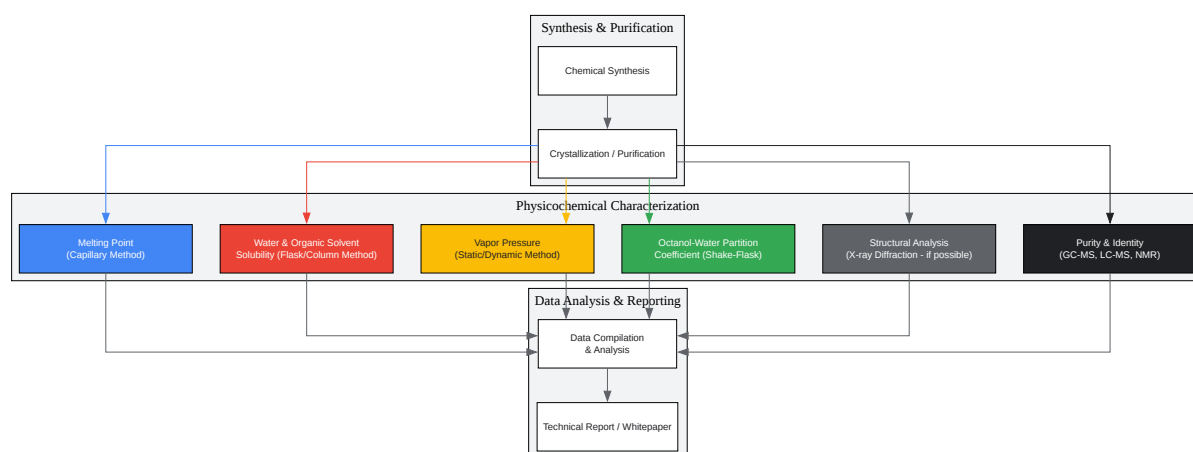 Synthesis & Purification
Chemical Synthesis
Crystallization / Purification
Physicochemical Characterization
Melting Point
(Capillary Method)
Water & Organic Solvent
Solubility (Flask/Column Method)
Vapor Pressure
(Static/Dynamic Method)
Octanol-Water Partition
Coefficient (Shake-Flask)
Structural Analysis
(X-ray Diffraction - if possible)
Purity & Identity
(GC-MS, LC-MS, NMR)
Data Analysis & Reporting
Data Compilation
& Analysis
Technical Report / Whitepaper